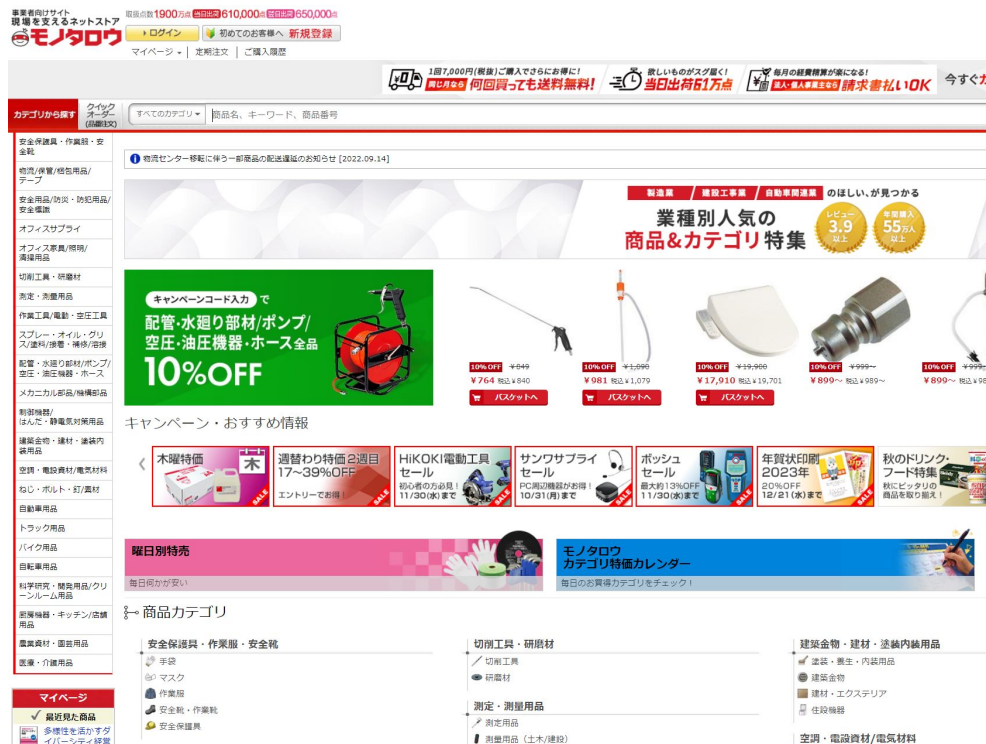 事業者向けサイト
現場を支えるネットストア
モノタロウ
取扱点数1900万点 当日出荷610,000点 翌日出荷650,000点
ログイン
初めてのお客様へ 新規登録
マイページ
定期注文
ご購入履歴
1回7,000円(税抜)ご購入でさらにお得に!
同じ月なら 何回買っても送料無料!
欲しいものがスグ届く!
当日出荷61万点
毎月の経費精算が楽になる!
法人・個人事業主なら 請求書払いOK
今すぐカ
カテゴリから探す
クイック
オーダー
(品番注文)
すべてのカテゴリ
商品名、キーワード、商品番号
安全保護具・作業服・安
全靴
物流/保管/梱包用品/
テープ
安全用品/防災・防犯用品/
安全標識
オフィスサプライ
オフィス家具/照明/
清掃用品
切削工具・研磨材
測定・測量用品
作業工具/電動・空圧工具
スプレー・オイル・グリ
ス/塗料/接着・補修/溶接
配管・水廻り部材/ポンプ/
空圧・油圧機器・ホース
メカニカル部品/機構部品
制御機器/
はんだ・静電気対策用品
建築金物・建材・塗装内
装用品
空調・電設資材/電気材料
ねじ・ボルト・釘/素材
自動車用品
トラック用品
バイク用品
自転車用品
科学研究・開発用品/クリ
ーンルーム用品
厨房機器・キッチン/店舗
用品
農業資材・園芸用品
医療・介護用品
マイページ
最近見た商品
多様性を活かすダ
イバーシティ経営
物流センター移転に伴う一部商品の配送遅延のお知らせ [2022.09.14]
製造業
建設工事業
自動車関連業
のほしい、が見つかる
業種別人気の
商品&カテゴリ特集
レビュー
3.9
以上
年間購入
55万人
以上
キャンペーンコード入力 で
配管・水廻り部材/ポンプ/
空圧・油圧機器・ホース全品
10%OFF
10%OFF ¥849
¥764 税込¥840
バスケットへ
10%OFF ¥1,090
¥981 税込¥1,079
バスケットへ
10%OFF ¥19,900
¥17,910 税込¥19,701
バスケットへ
10%OFF ¥999～
¥899～ 税込¥989～
10%OFF ¥999～
¥899～ 税込¥98
キャンペーン・おすすめ情報
木曜特価
木
SALE
週替わり特価2週目
17～39%OFF
エントリーでお得!
SALE
HiKOKI電動工具
セール
初心者の方必見!
11/30(水)まで
SALE
サンワサプライ
セール
PC周辺機器がお得!
10/31(月)まで
SALE
ボッシュ
セール
最大約13%OFF
11/30(水)まで
SALE
年賀状印刷
2023年
20%OFF
12/21(水)まで
SALE
秋のドリンク・
フード特集
秋にピッタリの
商品を取り揃え!
曜日別特売
毎日何かが安い
モノタロウ
カテゴリ特価カレンダー
毎日のお買得カテゴリをチェック!
商品カテゴリ
安全保護具・作業服・安全靴
手袋
マスク
作業服
安全靴・作業靴
安全保護具
切削工具・研磨材
切削工具
研磨材
測定・測量用品
測定用品
測量用品(土木/建設)
建築金物・建材・塗装内装用品
塗装・養生・内装用品
建築金物
建材・エクステリア
住設機器
空調・電設資材/電気材料